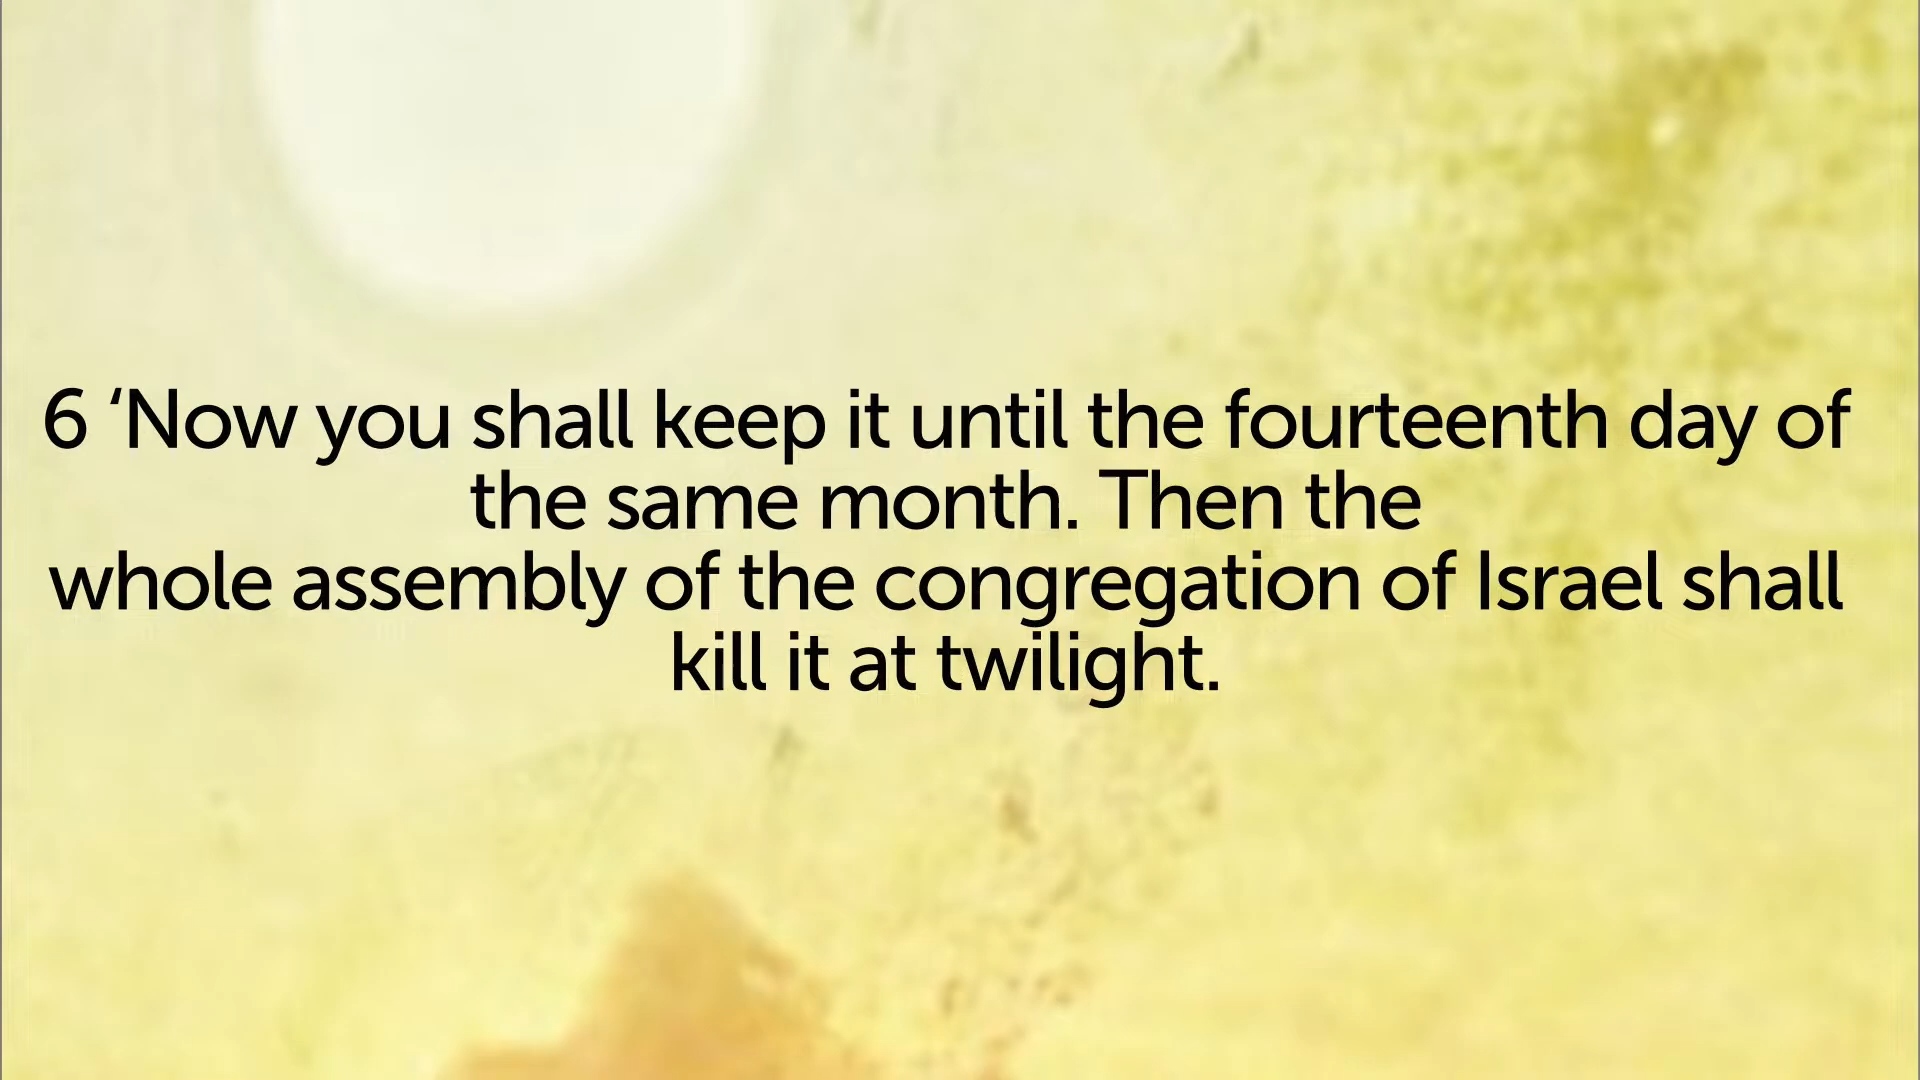 6 ‘Now you shall keep it until the fourteenth day of
the same month. Then the
whole assembly of the congregation of Israel shall
kill it at twilight.